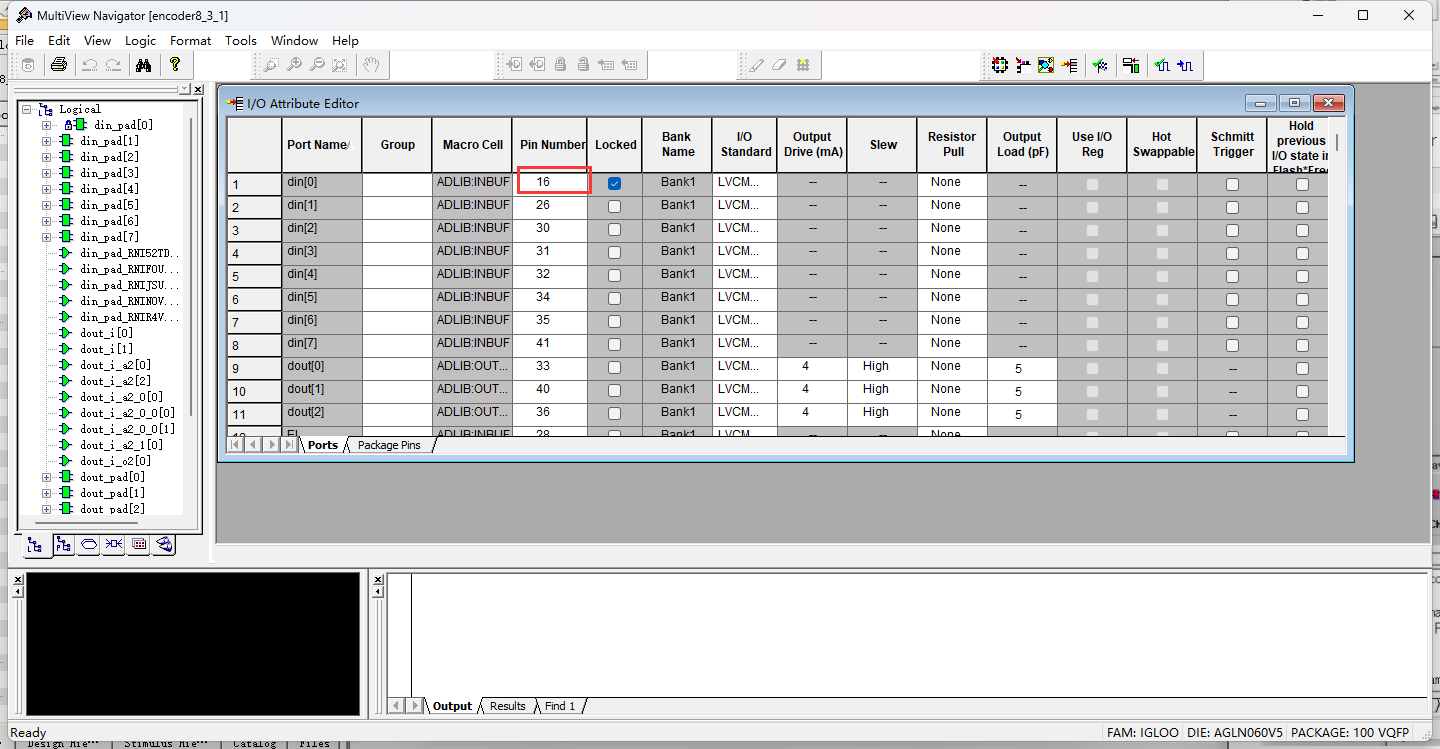 MultiView Navigator [encoder8_3_1]
File Edit View Logic Format Tools Window Help
Logical
din_pad[0]
din_pad[1]
din_pad[2]
din_pad[3]
din_pad[4]
din_pad[5]
din_pad[6]
din_pad[7]
din_pad_RNI52TD...
din_pad_RNIFOU...
din_pad_RNIJSU...
din_pad_RNINOV...
din_pad_RNIR4V...
dout_i[0]
dout_i[1]
dout_i_a2[0]
dout_i_a2[2]
dout_i_a2_0[0]
dout_i_a2_0_0[0]
dout_i_a2_0_0[1]
dout_i_a2_1[0]
dout_i_o2[0]
dout_pad[0]
dout_pad[1]
dout_pad[2]
I/O Attribute Editor
Port Name Group Macro Cell Pin Number Locked Bank Name I/O Standard Output Drive (mA) Slew Resistor Pull Output Load (pF) Use I/O Reg Hot Swappable Schmitt Trigger Hold previous I/O state in Flash*Free
1 din[0] ADLIB:INBUF 16 Bank1 LVCM... -- -- None --
2 din[1] ADLIB:INBUF 26 Bank1 LVCM... -- -- None --
3 din[2] ADLIB:INBUF 30 Bank1 LVCM... -- -- None --
4 din[3] ADLIB:INBUF 31 Bank1 LVCM... -- -- None --
5 din[4] ADLIB:INBUF 32 Bank1 LVCM... -- -- None --
6 din[5] ADLIB:INBUF 34 Bank1 LVCM... -- -- None --
7 din[6] ADLIB:INBUF 35 Bank1 LVCM... -- -- None --
8 din[7] ADLIB:INBUF 41 Bank1 LVCM... -- -- None --
9 dout[0] ADLIB:OUT... 33 Bank1 LVCM... 4 High None 5 --
10 dout[1] ADLIB:OUT... 40 Bank1 LVCM... 4 High None 5 --
11 dout[2] ADLIB:OUT... 36 Bank1 LVCM... 4 High None 5 --
12 EI ADLIB:INBUF 28 Bank1 LVCM... -- -- None --
Ports Package Pins
Output Results Find 1
Ready FAM: IGLOO DIE: AGLN060V5 PACKAGE: 100 VQFP
Design Hie... Stimulus Hie... Catalog Files